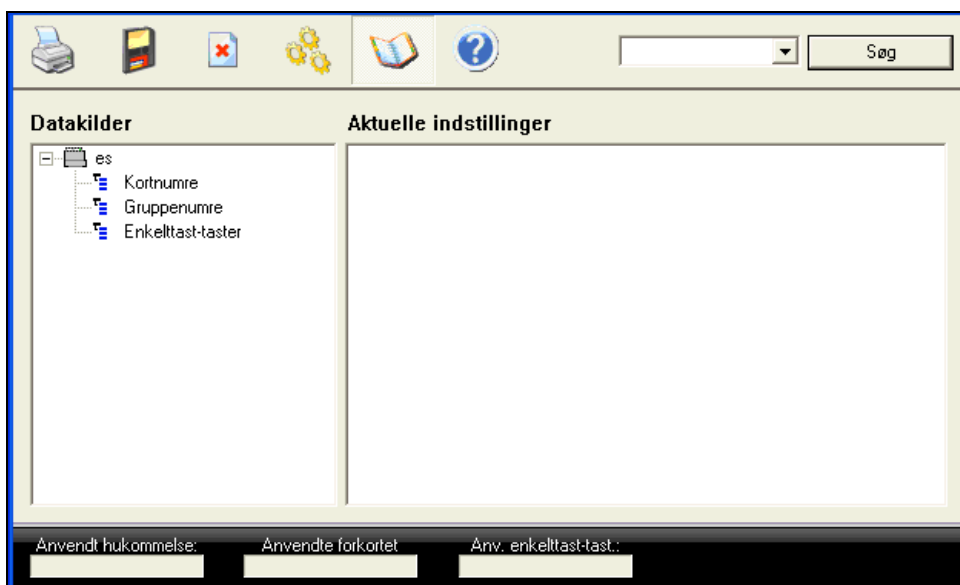 Søg
Datakilder
Aktuelle indstillinger
es
Kortnumre
Gruppenumre
Enkelttast-taster
Anvendt hukommelse:
Anvendte forkortet
Anv. enkelttast-tast.: